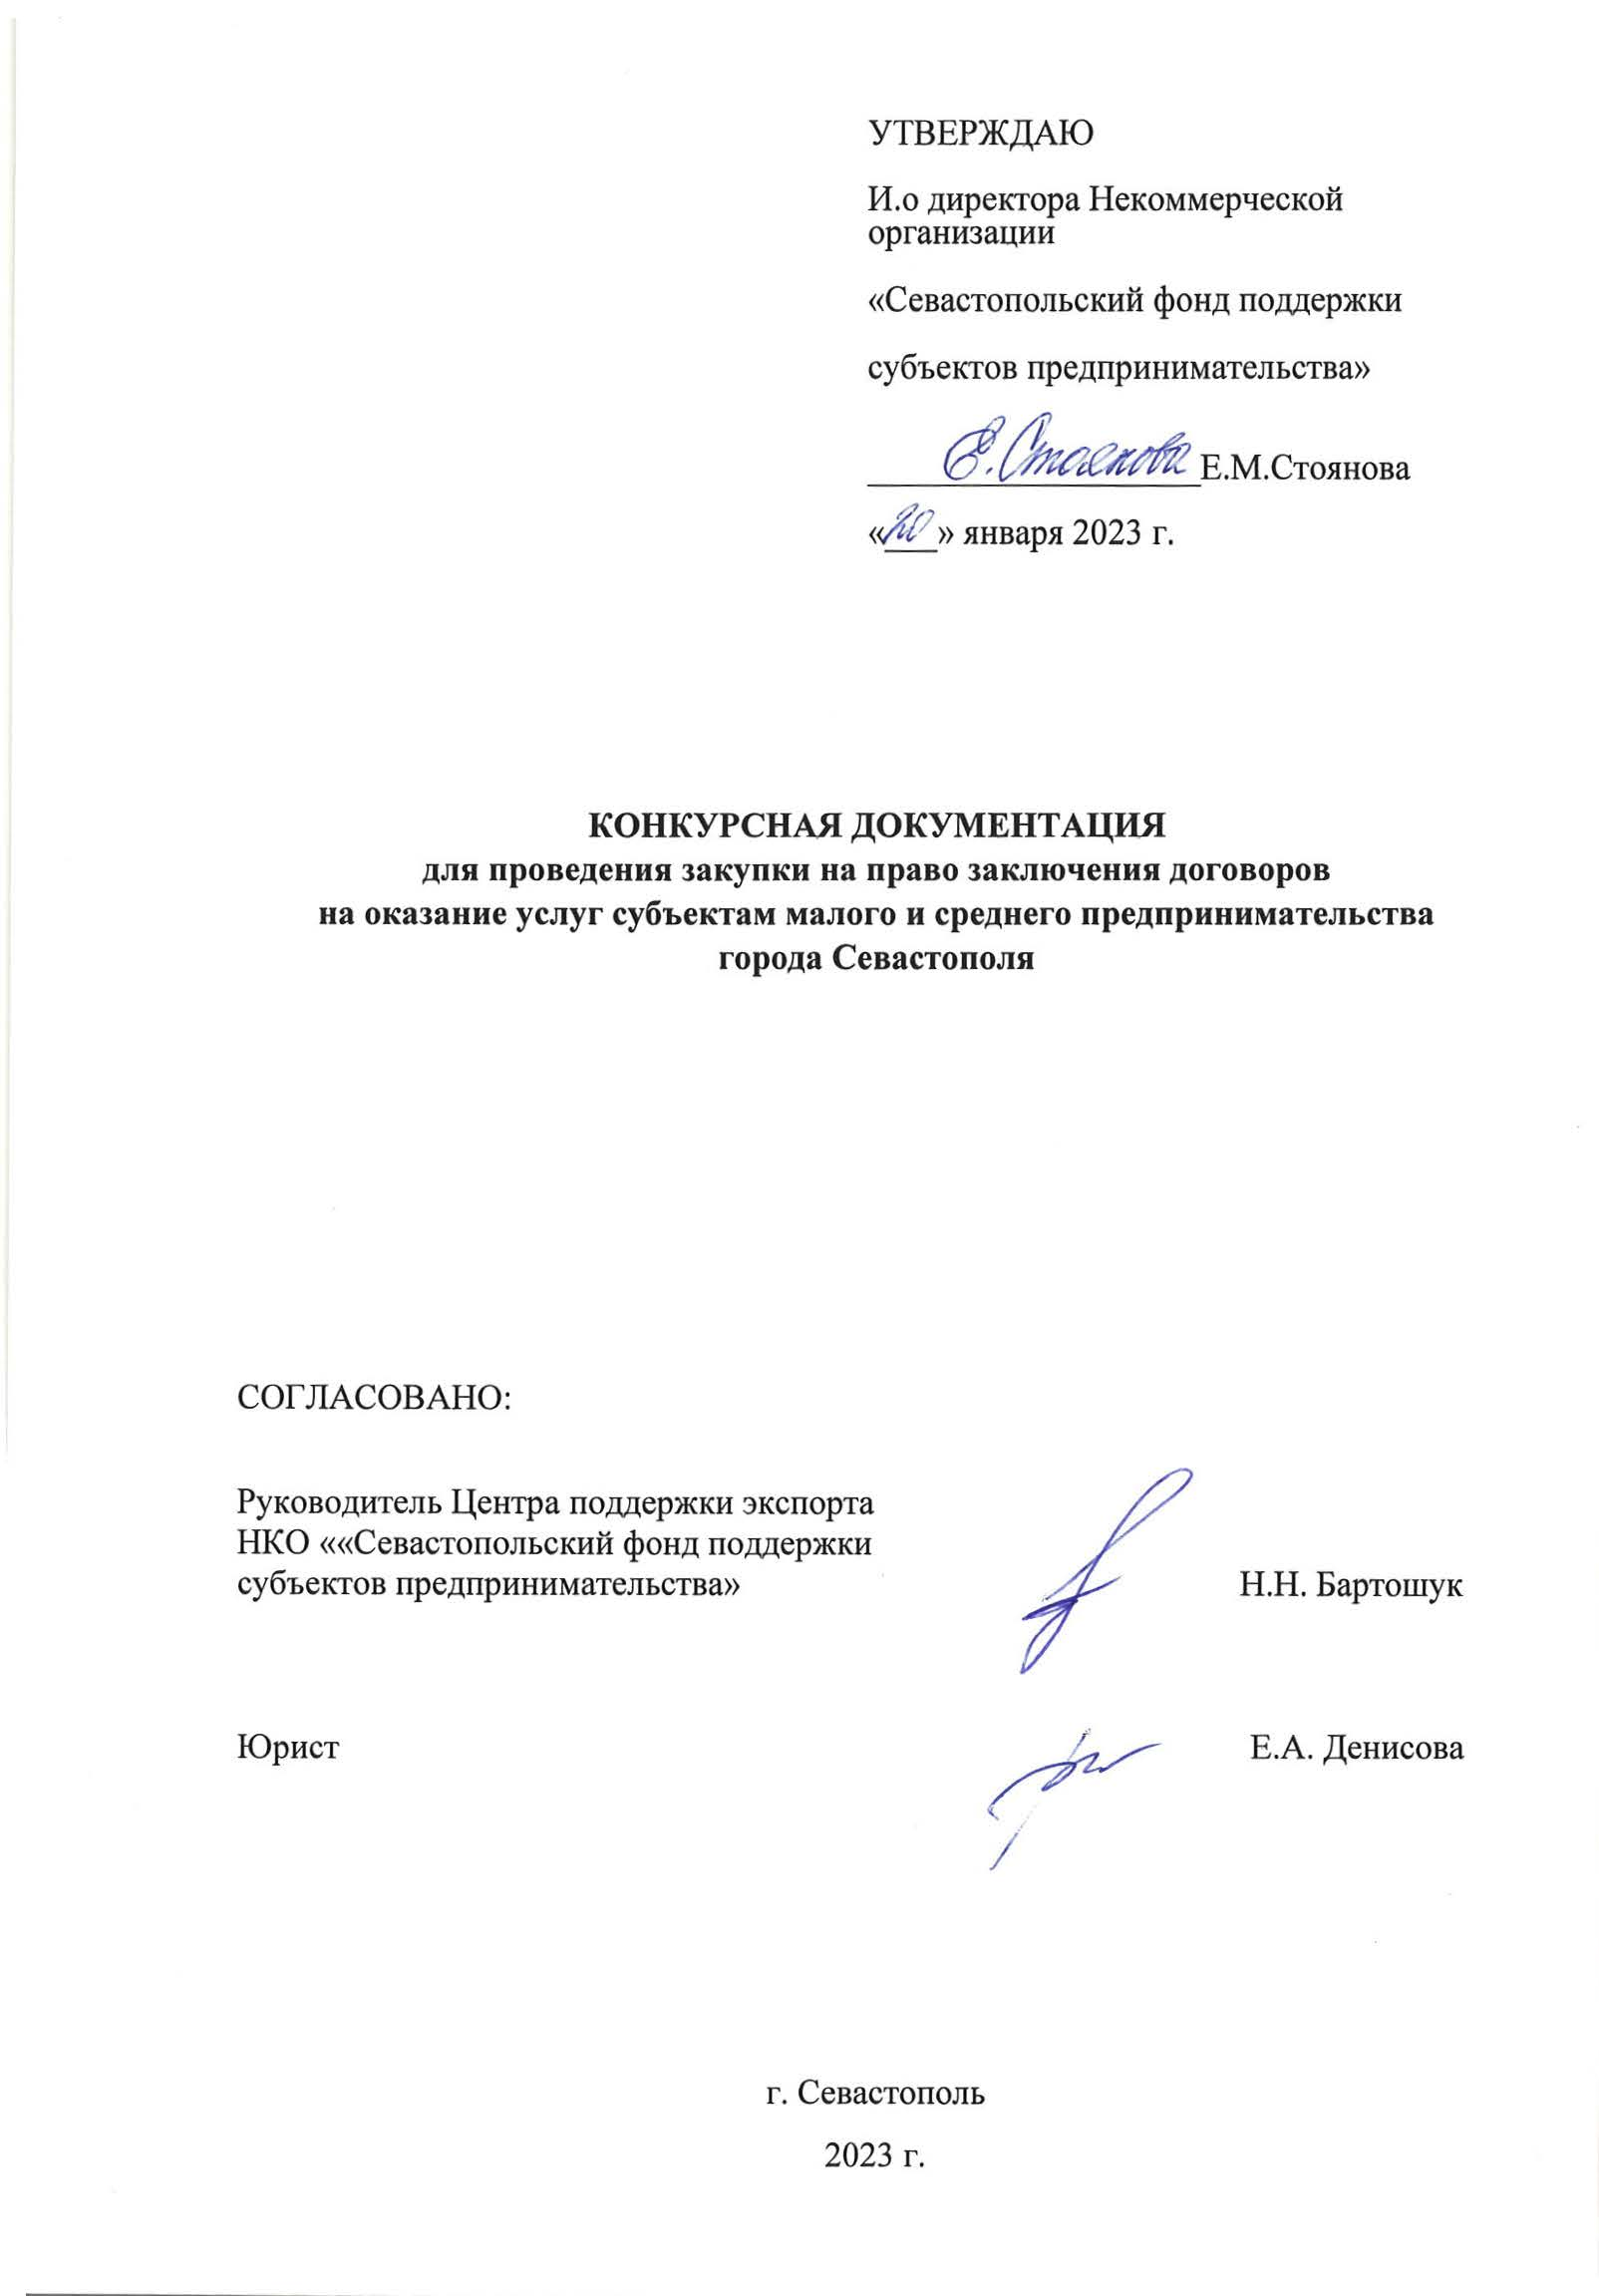 УТВЕРЖДАЮ
И.о директора Некоммерческой
организации
«Севастопольский фонд поддержки
субъектов предпринимательства»
Е. Стоянова Е.М.Стоянова
«20» января 2023 г.
КОНКУРСНАЯ ДОКУМЕНТАЦИЯ
для проведения закупки на право заключения договоров
на оказание услуг субъектам малого и среднего предпринимательства
города Севастополя
СОГЛАСОВАНО:
Руководитель Центра поддержки экспорта
НКО ««Севастопольский фонд поддержки
субъектов предпринимательства» Н.Н. Бартошук
Юрист Е.А. Денисова
г. Севастополь
2023 г.